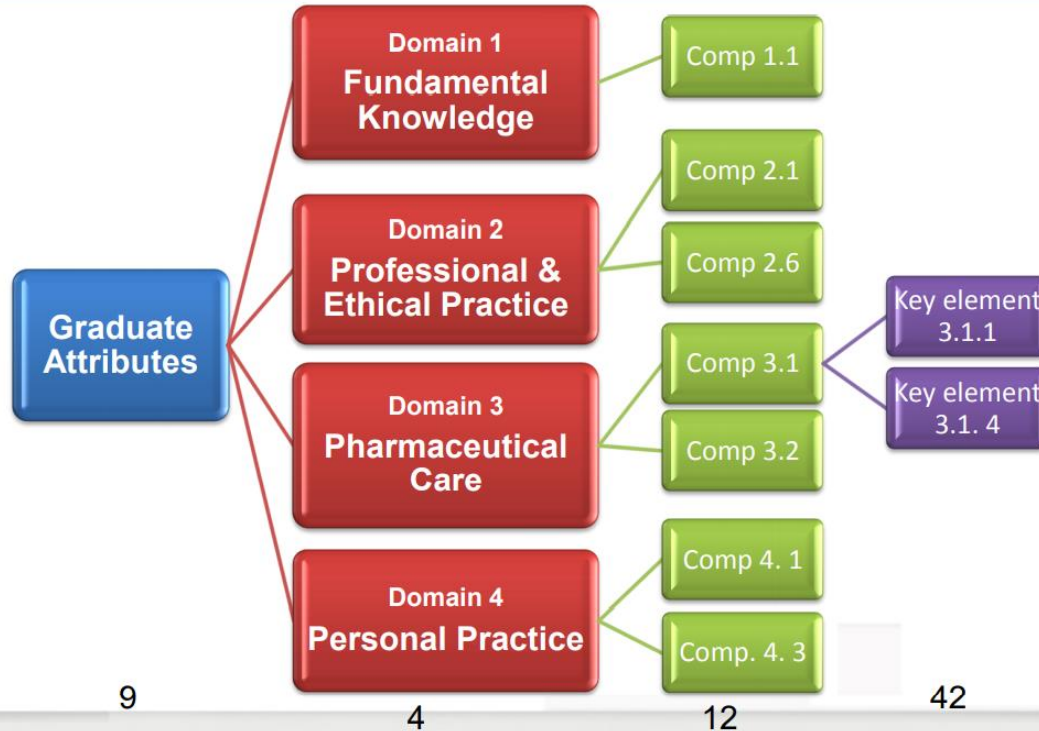 Graduate
Attributes
Domain 1
Fundamental
Knowledge
Domain 2
Professional &
Ethical Practice
Domain 3
Pharmaceutical
Care
Domain 4
Personal Practice
Comp 1.1
Comp 2.1
Comp 2.6
Comp 3.1
Comp 3.2
Comp 4. 1
Comp. 4. 3
Key element
3.1.1
Key element
3.1. 4
9
4
12
42